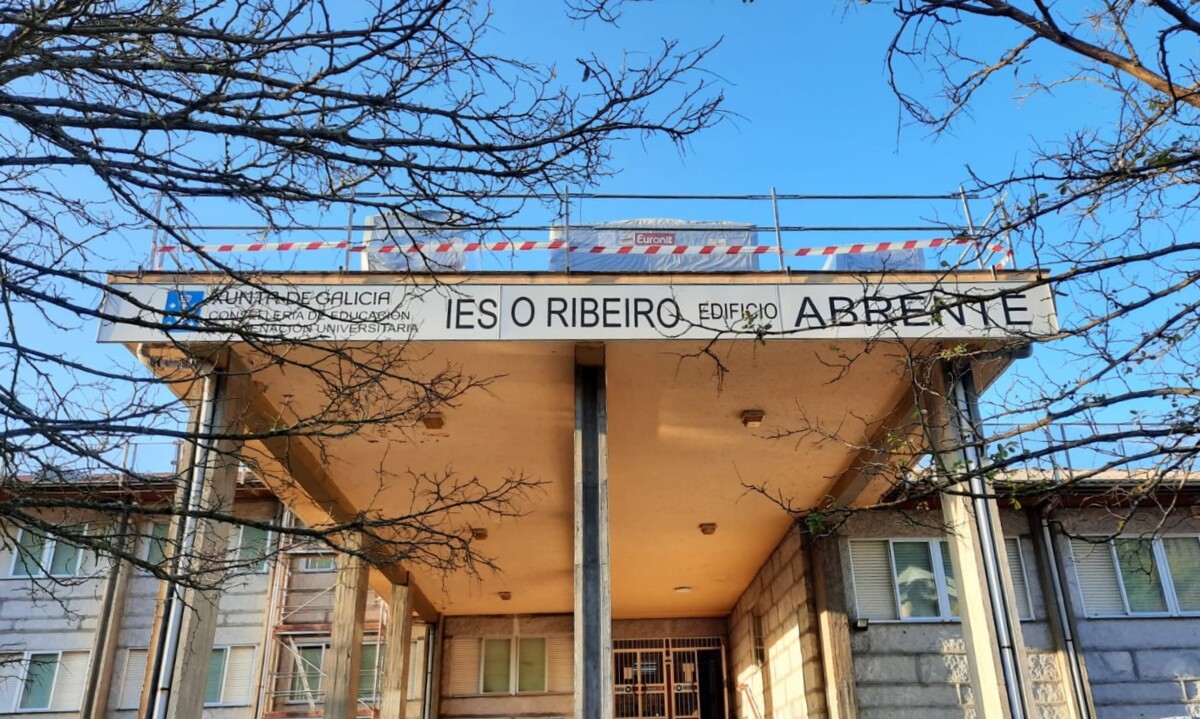 Euronit
XUNTA DE GALICIA
CONSELLERÍA DE EDUCACIÓN
E ORDENACIÓN UNIVERSITARIA
IES O RIBEIRO EDIFICIO ABRENTE